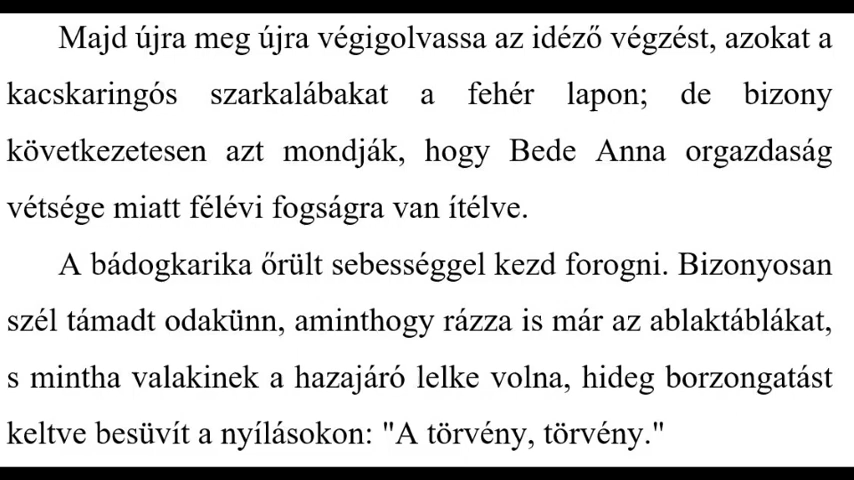 Majd újra meg újra végigolvassa az idéző végzést, azokat a
kacskaringós szarkalábakat a fehér lapon; de bizony
következetesen azt mondják, hogy Bede Anna orgazdaság
vétsége miatt félévi fogságra van ítélve.
A bádogkarika őrült sebességgel kezd forogni. Bizonyosan
szél támadt odakünn, aminthogy rázza is már az ablaktáblákat,
s mintha valakinek a hazajáró lelke volna, hideg borzongatást
keltve besüvít a nyílásokon: "A törvény, törvény."